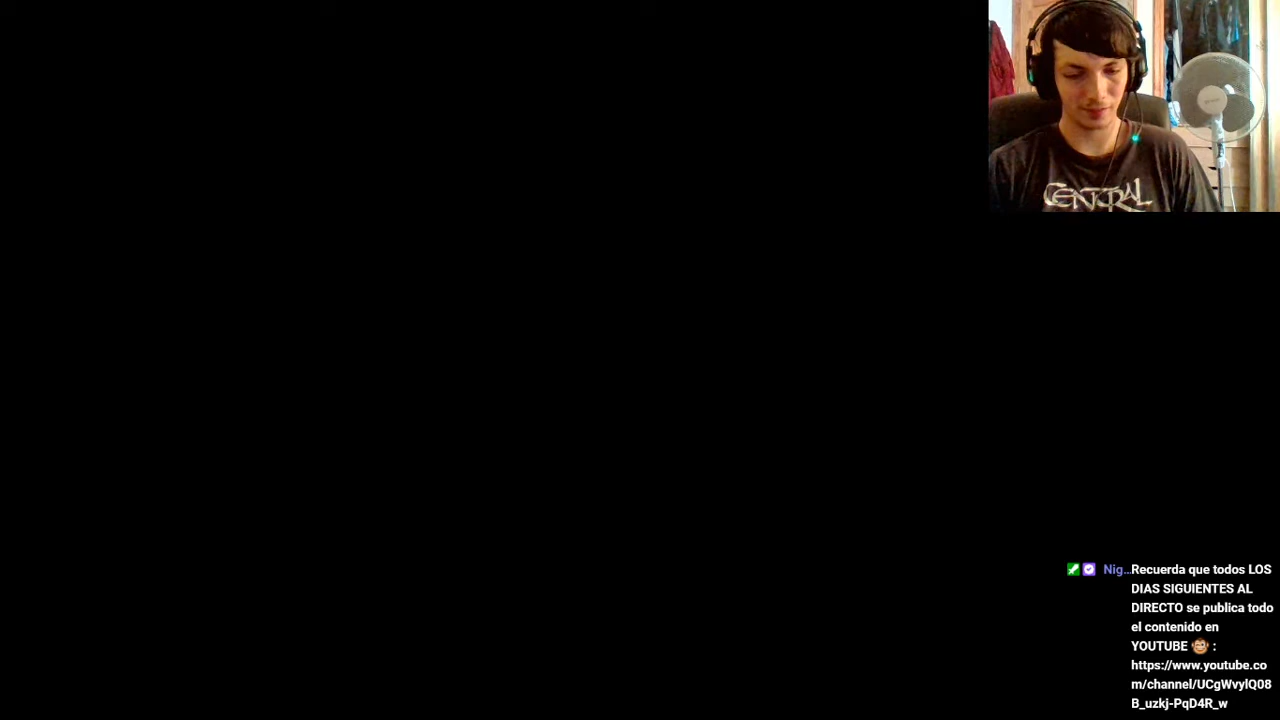 CENTRAL
Nig...Recuerda que todos LOS
DIAS SIGUIENTES AL
DIRECTO se publica todo
el contenido en
YOUTUBE 🐵 :
https://www.youtube.co
m/channel/UCgWvylQ08
B_uzkj-PqD4R_w